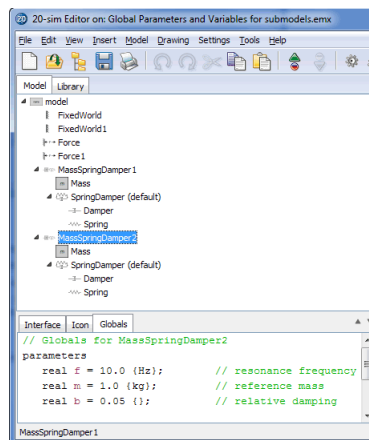 20-sim Editor on: Global Parameters and Variables for submodels.emx
File Edit View Insert Model Drawing Settings Tools Help
Model Library
model
FixedWorld
FixedWorld1
Force
Force1
MassSpringDamper1
Mass
SpringDamper (default)
Damper
Spring
MassSpringDamper2
Mass
SpringDamper (default)
Damper
Spring
Interface Icon Globals
// Globals for MassSpringDamper2
parameters
real f = 10.0 {Hz}; // resonance frequency
real m = 1.0 {kg}; // reference mass
real b = 0.05 {}; // relative damping
MassSpringDamper1